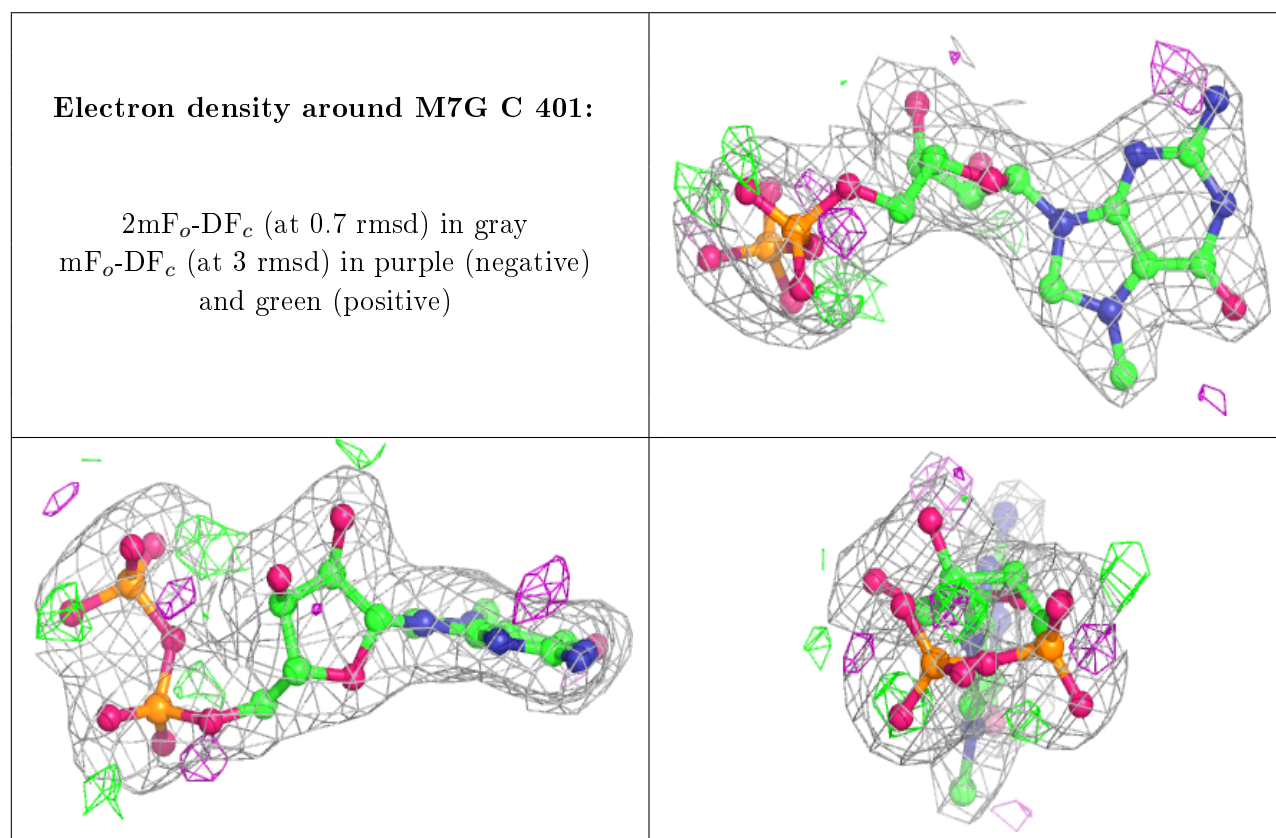 Electron density around M7G C 401:
2mFo-DFc (at 0.7 rmsd) in gray
mFo-DFc (at 3 rmsd) in purple (negative)
and green (positive)